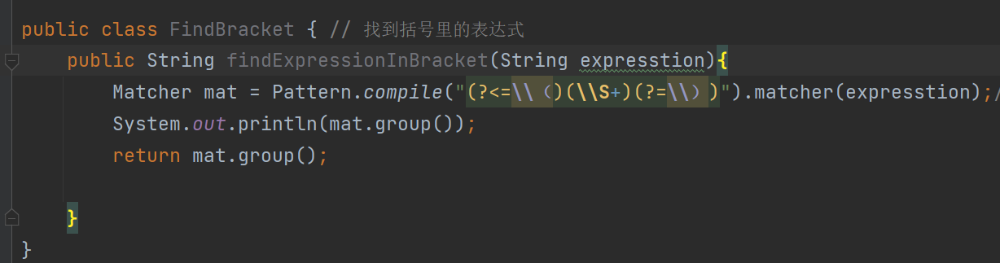 public class FindBracket { // 找到括号里的表达式
public String findExpressionInBracket(String expresstion){
Matcher mat = Pattern.compile("(?<=\\（)(\\S+)(?=\\）)").matcher(expresstion);/
System.out.println(mat.group());
return mat.group();
}
}